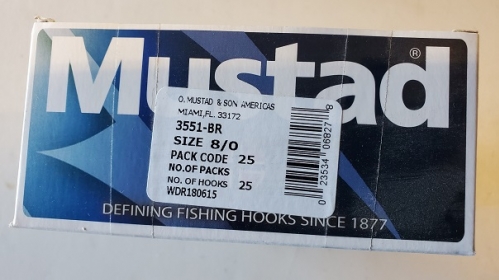 Mustad®
O. MUSTAD & SON AMERICAS
MIAMI, FL. 33172
3551-BR
SIZE 8/0
PACK CODE 25
NO.OF PACKS
NO. OF HOOKS 25
WDR180615
0 23534 06827 8
DEFINING FISHING HOOKS SINCE 1877